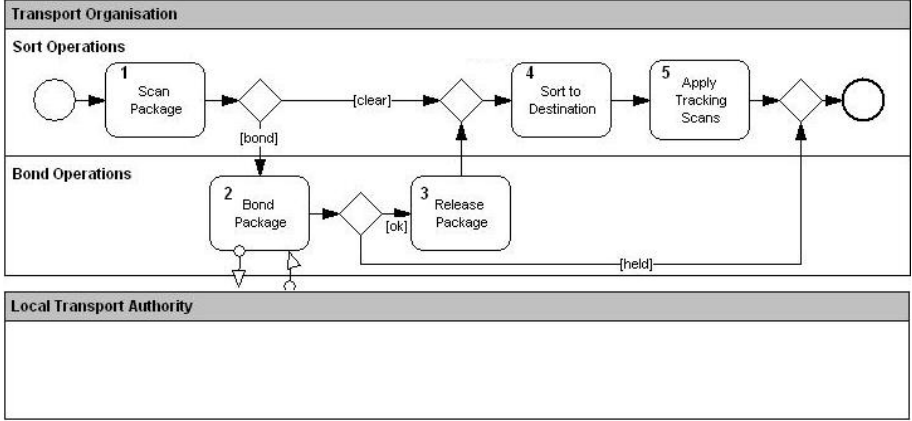 Transport Organisation
Sort Operations
1
Scan
Package
[clear]
[bond]
4
Sort to
Destination
5
Apply
Tracking
Scans
Bond Operations
2
Bond
Package
[ok]
3
Release
Package
[held]
Local Transport Authority